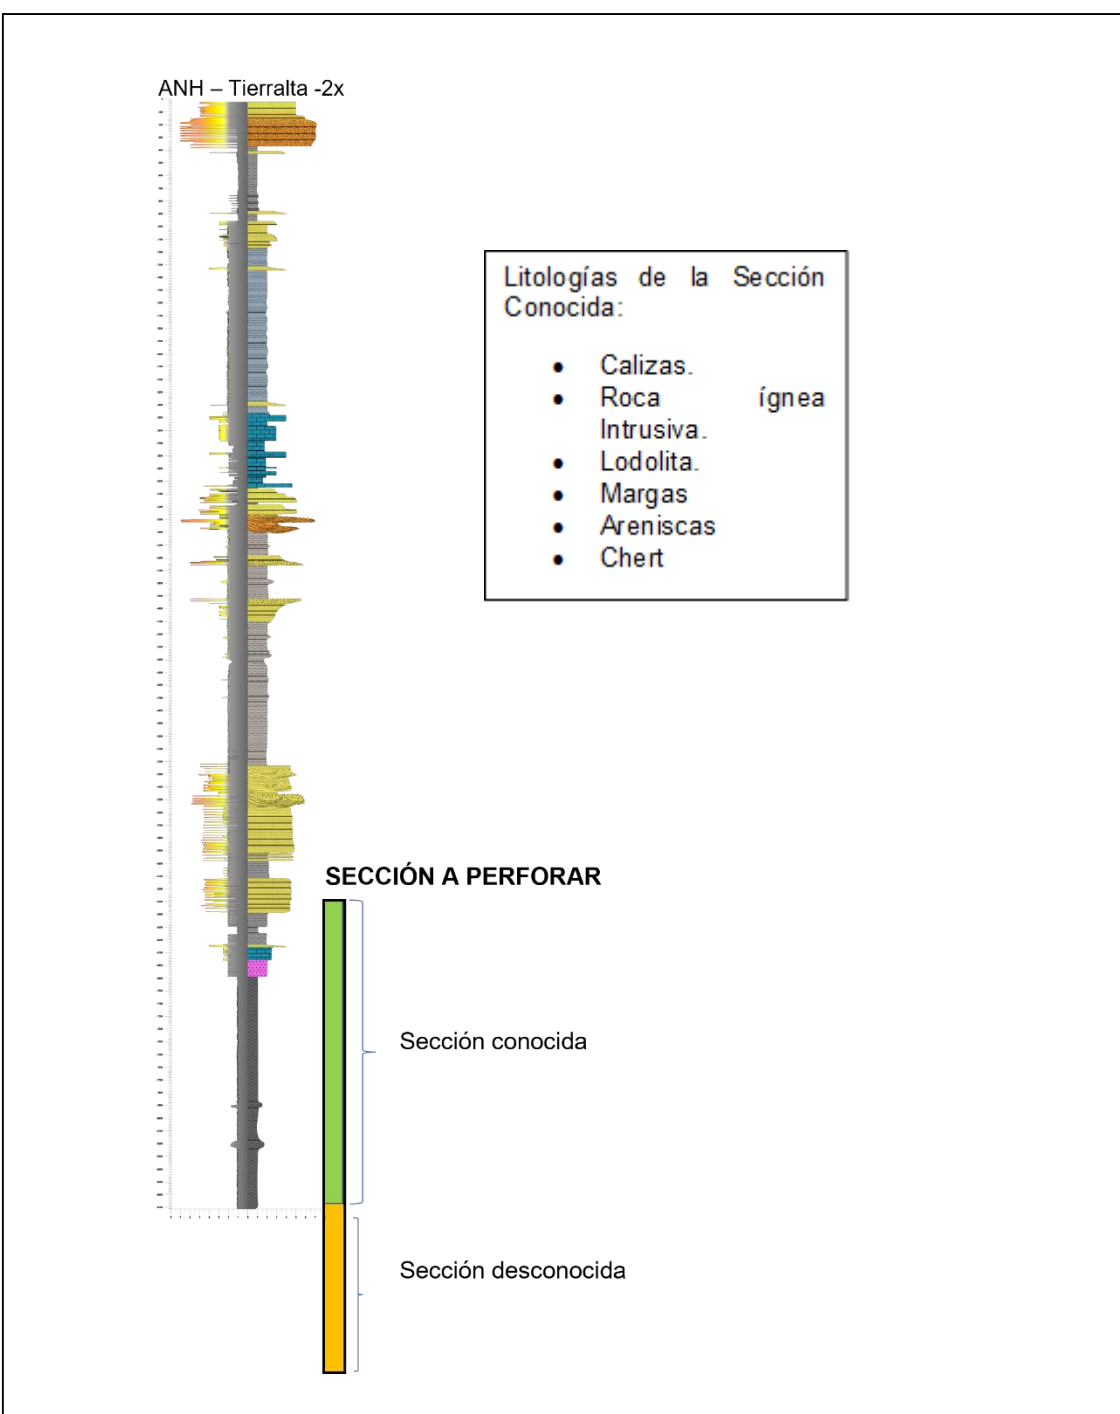 ANH – Tierralta -2x
Litologías de la Sección
Conocida:
• Calizas.
• Roca ígnea
Intrusiva.
• Lodolita.
• Margas
• Areniscas
• Chert
SECCIÓN A PERFORAR
Sección conocida
Sección desconocida